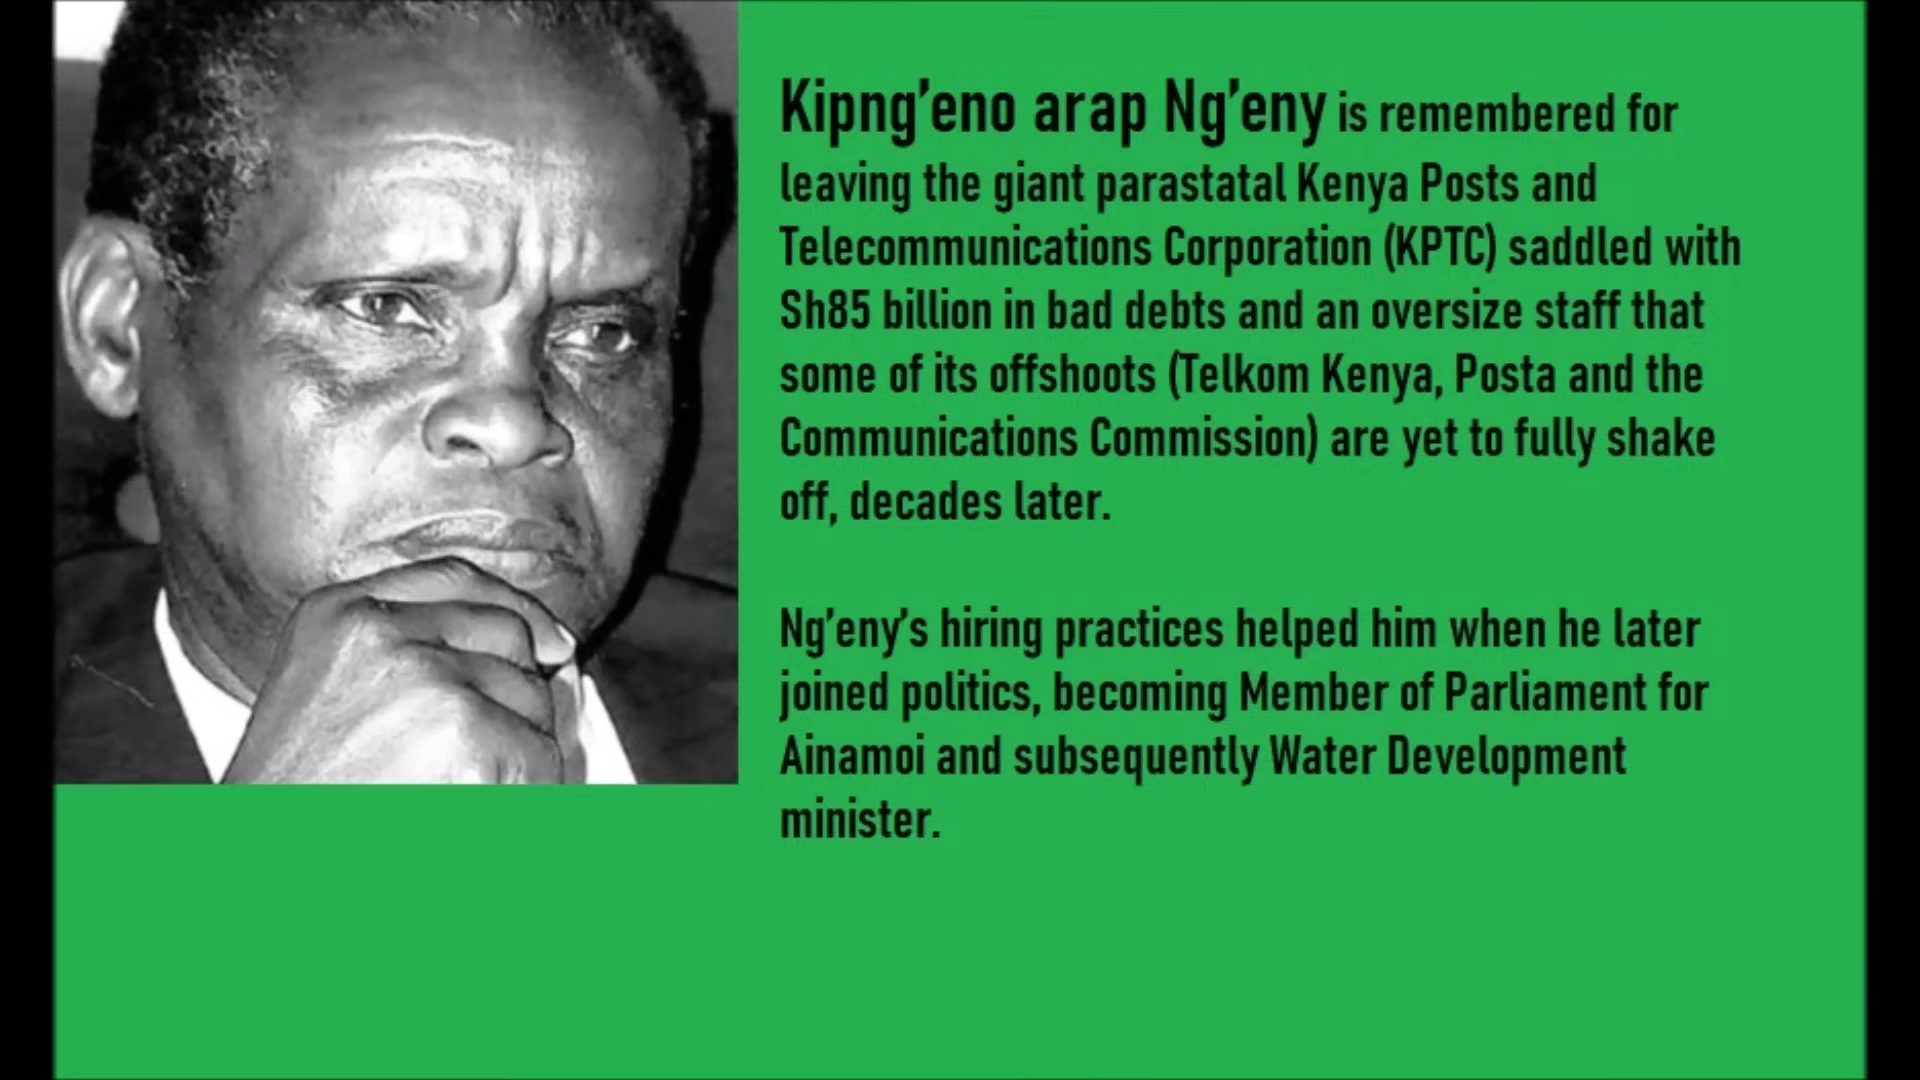 Kipng’eno arap Ng’eny is remembered for
leaving the giant parastatal Kenya Posts and
Telecommunications Corporation (KPTC) saddled with
Sh85 billion in bad debts and an oversize staff that
some of its offshoots (Telkom Kenya, Posta and the
Communications Commission) are yet to fully shake
off, decades later.
Ng’eny’s hiring practices helped him when he later
joined politics, becoming Member of Parliament for
Ainamoi and subsequently Water Development
minister.